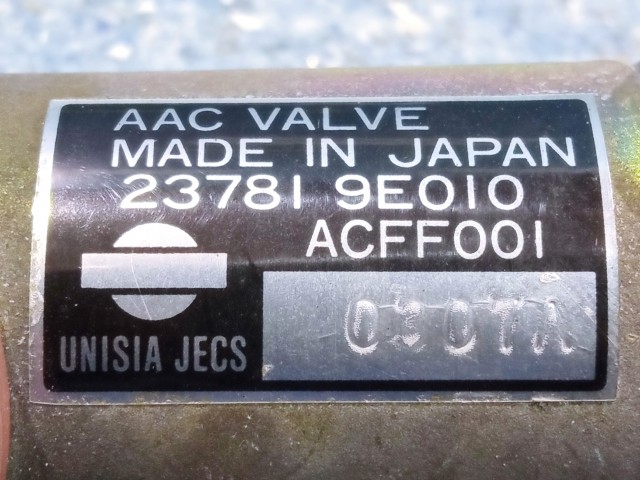 AAC VALVE
MADE IN JAPAN
23781 9E010
ACFF001
UNISIA JECS